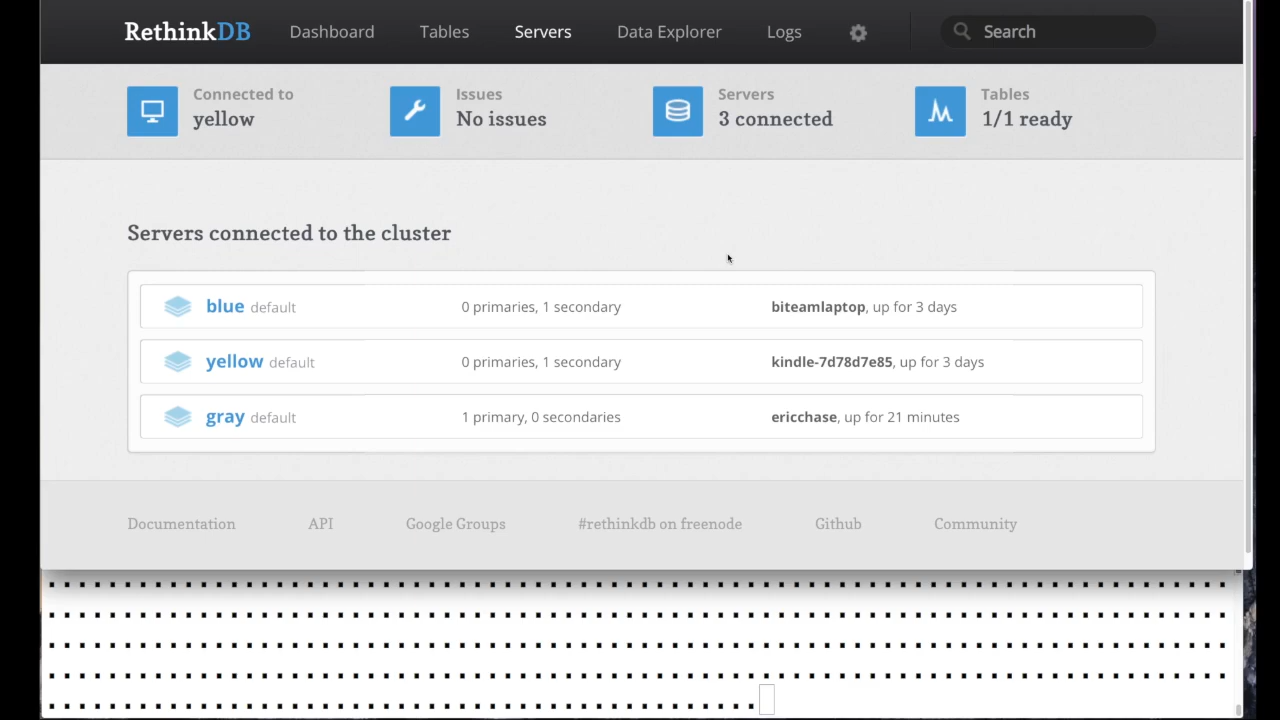 RethinkDB Dashboard Tables Servers Data Explorer Logs Search
Connected to Issues Servers Tables
yellow No issues 3 connected 1/1 ready
Servers connected to the cluster
blue default 0 primaries, 1 secondary biteamlaptop, up for 3 days
yellow default 0 primaries, 1 secondary kindle-7d78d7e85, up for 3 days
gray default 1 primary, 0 secondaries ericchase, up for 21 minutes
Documentation API Google Groups #rethinkdb on freenode Github Community